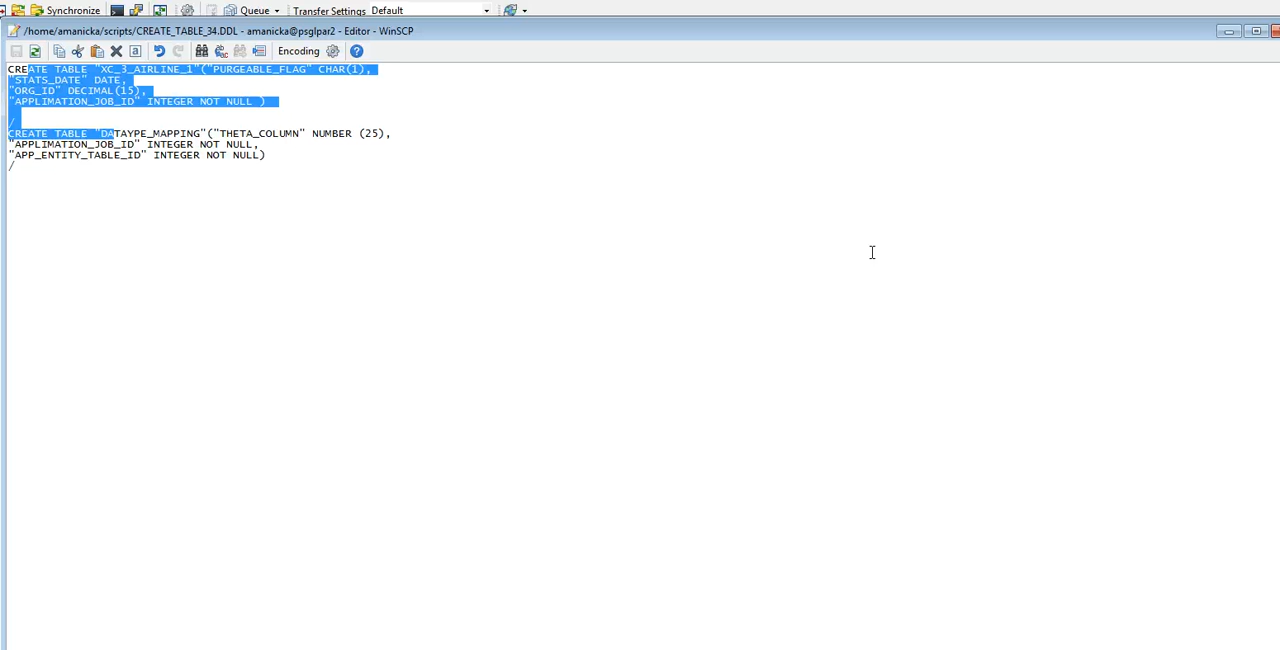 Synchronize Queue Transfer Settings Default
/home/amanicka/scripts/CREATE_TABLE_34.DDL - amanicka@psglpar2 - Editor - WinSCP
Encoding
CREATE TABLE "XC_3_AIRLINE_1"("PURGEABLE_FLAG" CHAR(1),
"STATS_DATE" DATE,
"ORG_ID" DECIMAL(15),
"APPLIMATION_JOB_ID" INTEGER NOT NULL )
/
CREATE TABLE "DATAYPE_MAPPING"("THETA_COLUMN" NUMBER (25),
"APPLIMATION_JOB_ID" INTEGER NOT NULL,
"APP_ENTITY_TABLE_ID" INTEGER NOT NULL)
/